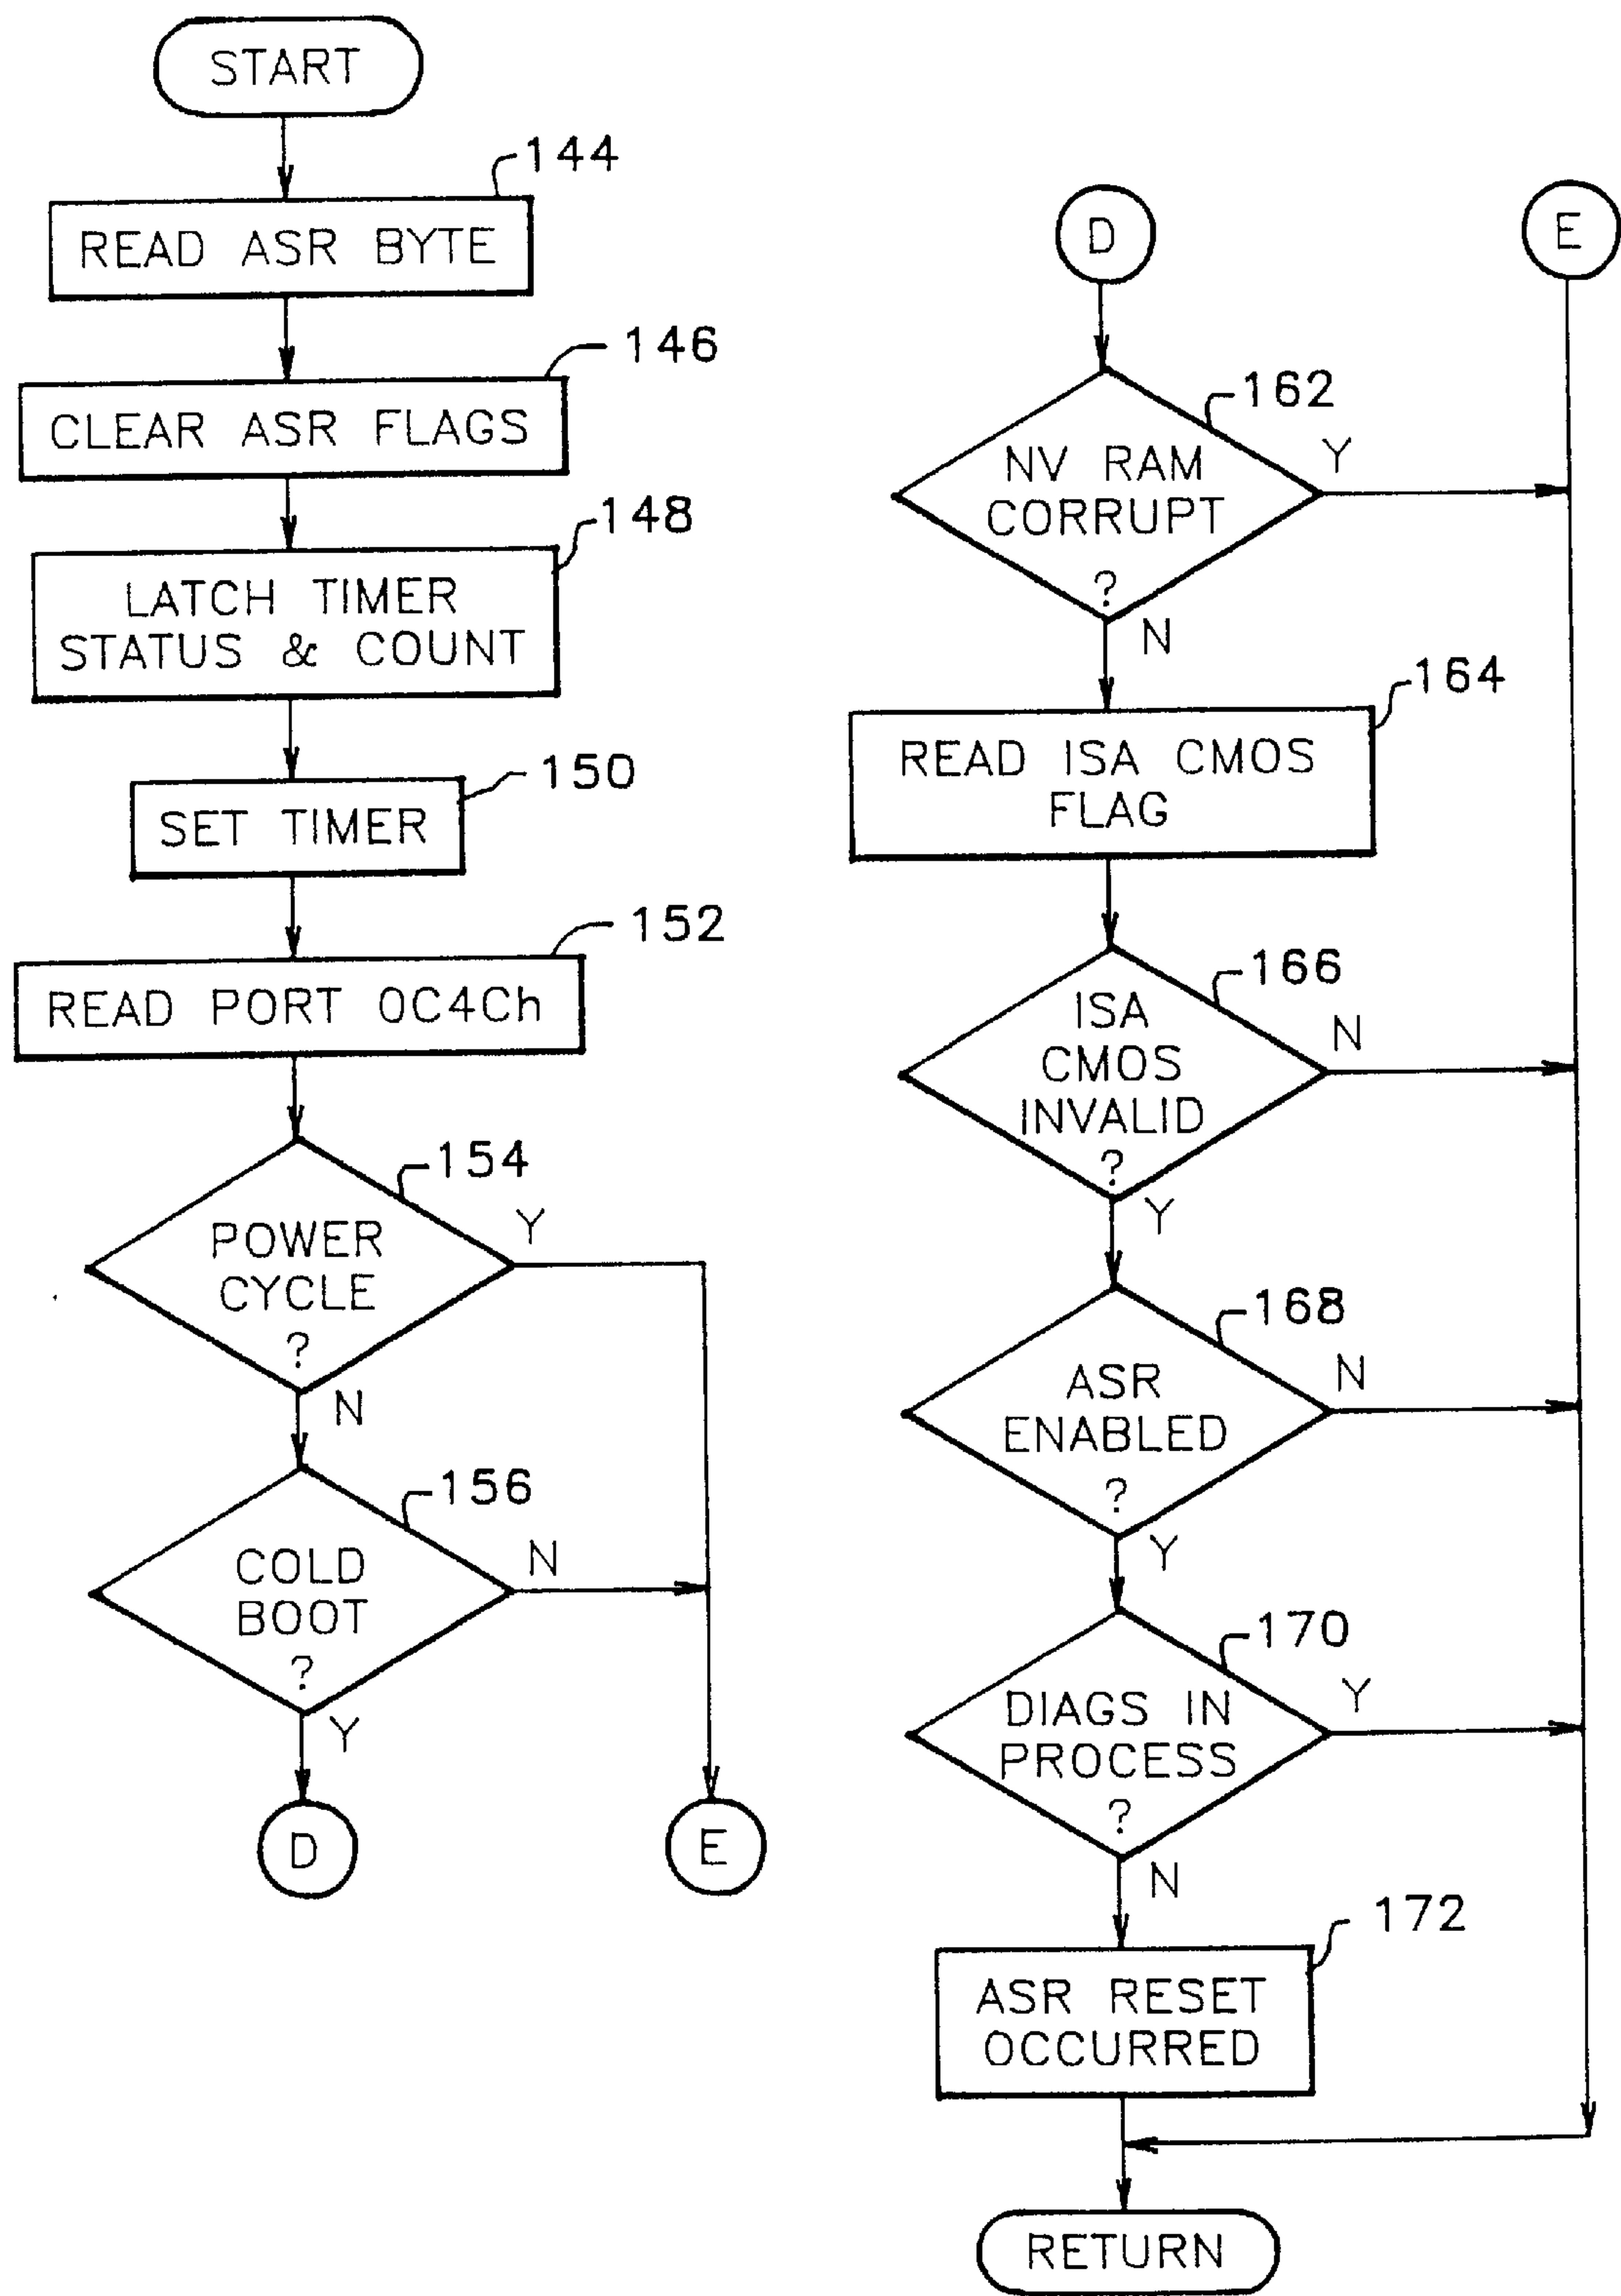 START
144
READ ASR BYTE
146
CLEAR ASR FLAGS
148
LATCH TIMER
STATUS & COUNT
150
SET TIMER
152
READ PORT 0C4Ch
154
POWER
CYCLE
?
Y
N
156
COLD
BOOT
?
N
Y
D
E
D
E
162
NV RAM
CORRUPT
?
Y
N
164
READ ISA CMOS
FLAG
166
ISA
CMOS
INVALID
?
N
Y
168
ASR
ENABLED
?
N
Y
170
DIAGS IN
PROCESS
?
Y
N
172
ASR RESET
OCCURRED
RETURN